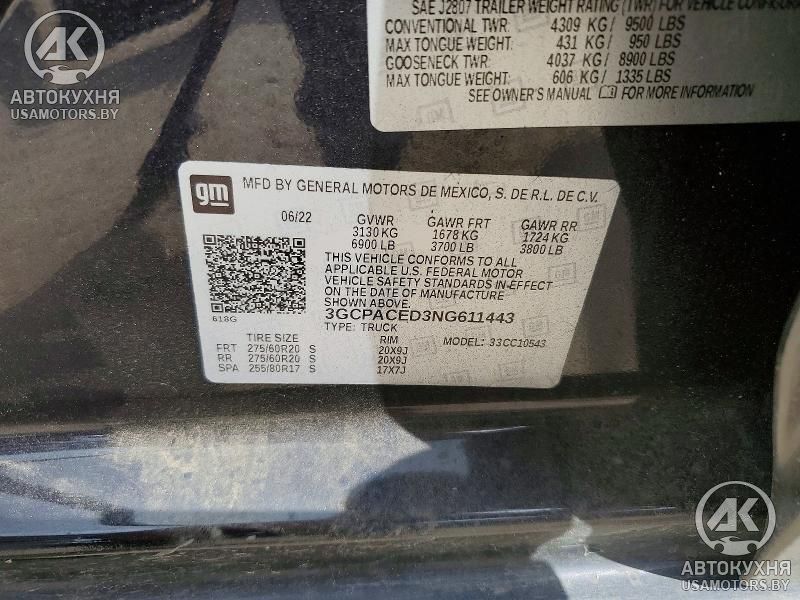 SAE J2807 TRAILER WEIGHT RATING (TWR) FOR VEHICLE CONFIGURA
CONVENTIONAL TWR: 4309 KG / 9500 LBS
MAX TONGUE WEIGHT: 431 KG / 950 LBS
GOOSENECK TWR: 4037 KG / 8900 LBS
MAX TONGUE WEIGHT: 606 KG / 1335 LBS
SEE OWNER'S MANUAL FOR MORE INFORMATION
AK
АВТОКУХНЯ
USAMOTORS.BY
gm MFD BY GENERAL MOTORS DE MEXICO, S. DE R.L. DE C.V.
06/22 GVWR GAWR FRT GAWR RR
3130 KG 1678 KG 1724 KG
6900 LB 3700 LB 3800 LB
THIS VEHICLE CONFORMS TO ALL
APPLICABLE U.S. FEDERAL MOTOR
VEHICLE SAFETY STANDARDS IN EFFECT
ON THE DATE OF MANUFACTURE
SHOWN ABOVE.
618G 3GCPACED3NG611443
TYPE: TRUCK
TIRE SIZE RIM MODEL: 33CC10543
FRT 275/60R20 S 20X9J
RR 275/60R20 S 20X9J
SPA 255/80R17 S 17X7J
AK
АВТОКУХНЯ
USAMOTORS.BY